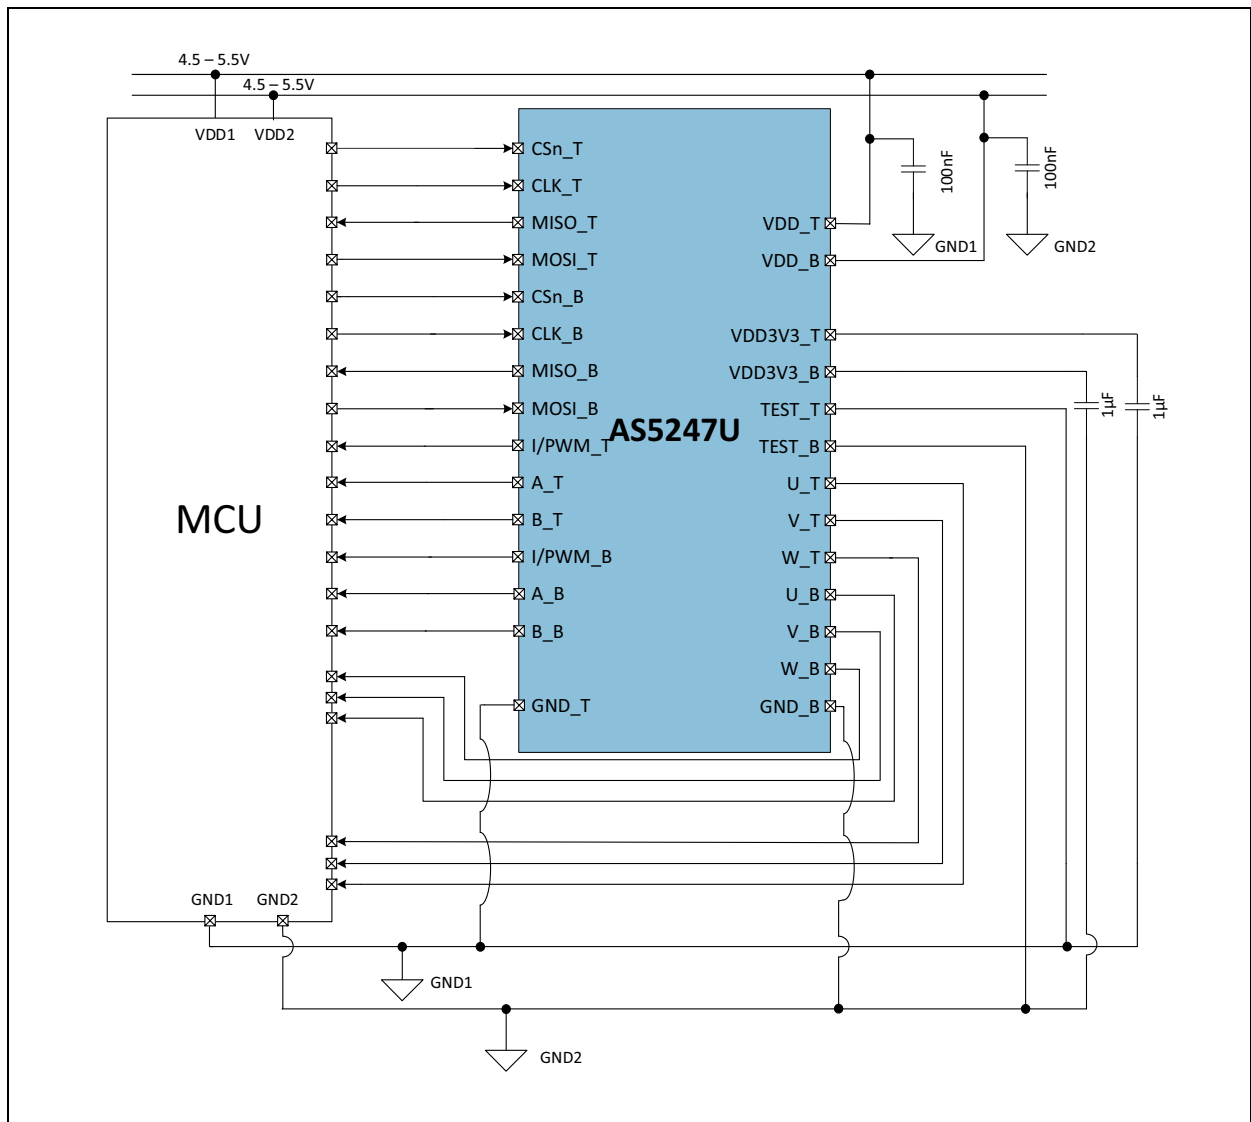 4.5 – 5.5V
4.5 – 5.5V
VDD1
VDD2
CSn_T
CLK_T
MISO_T
MOSI_T
CSn_B
CLK_B
MISO_B
MOSI_B
I/PWM_T
A_T
B_T
I/PWM_B
A_B
B_B
GND_T
AS5247U
VDD_T
VDD_B
VDD3V3_T
VDD3V3_B
TEST_T
TEST_B
U_T
V_T
W_T
U_B
V_B
W_B
GND_B
100nF
100nF
GND1
GND2
1µF
1µF
MCU
GND1
GND2
GND1
GND2